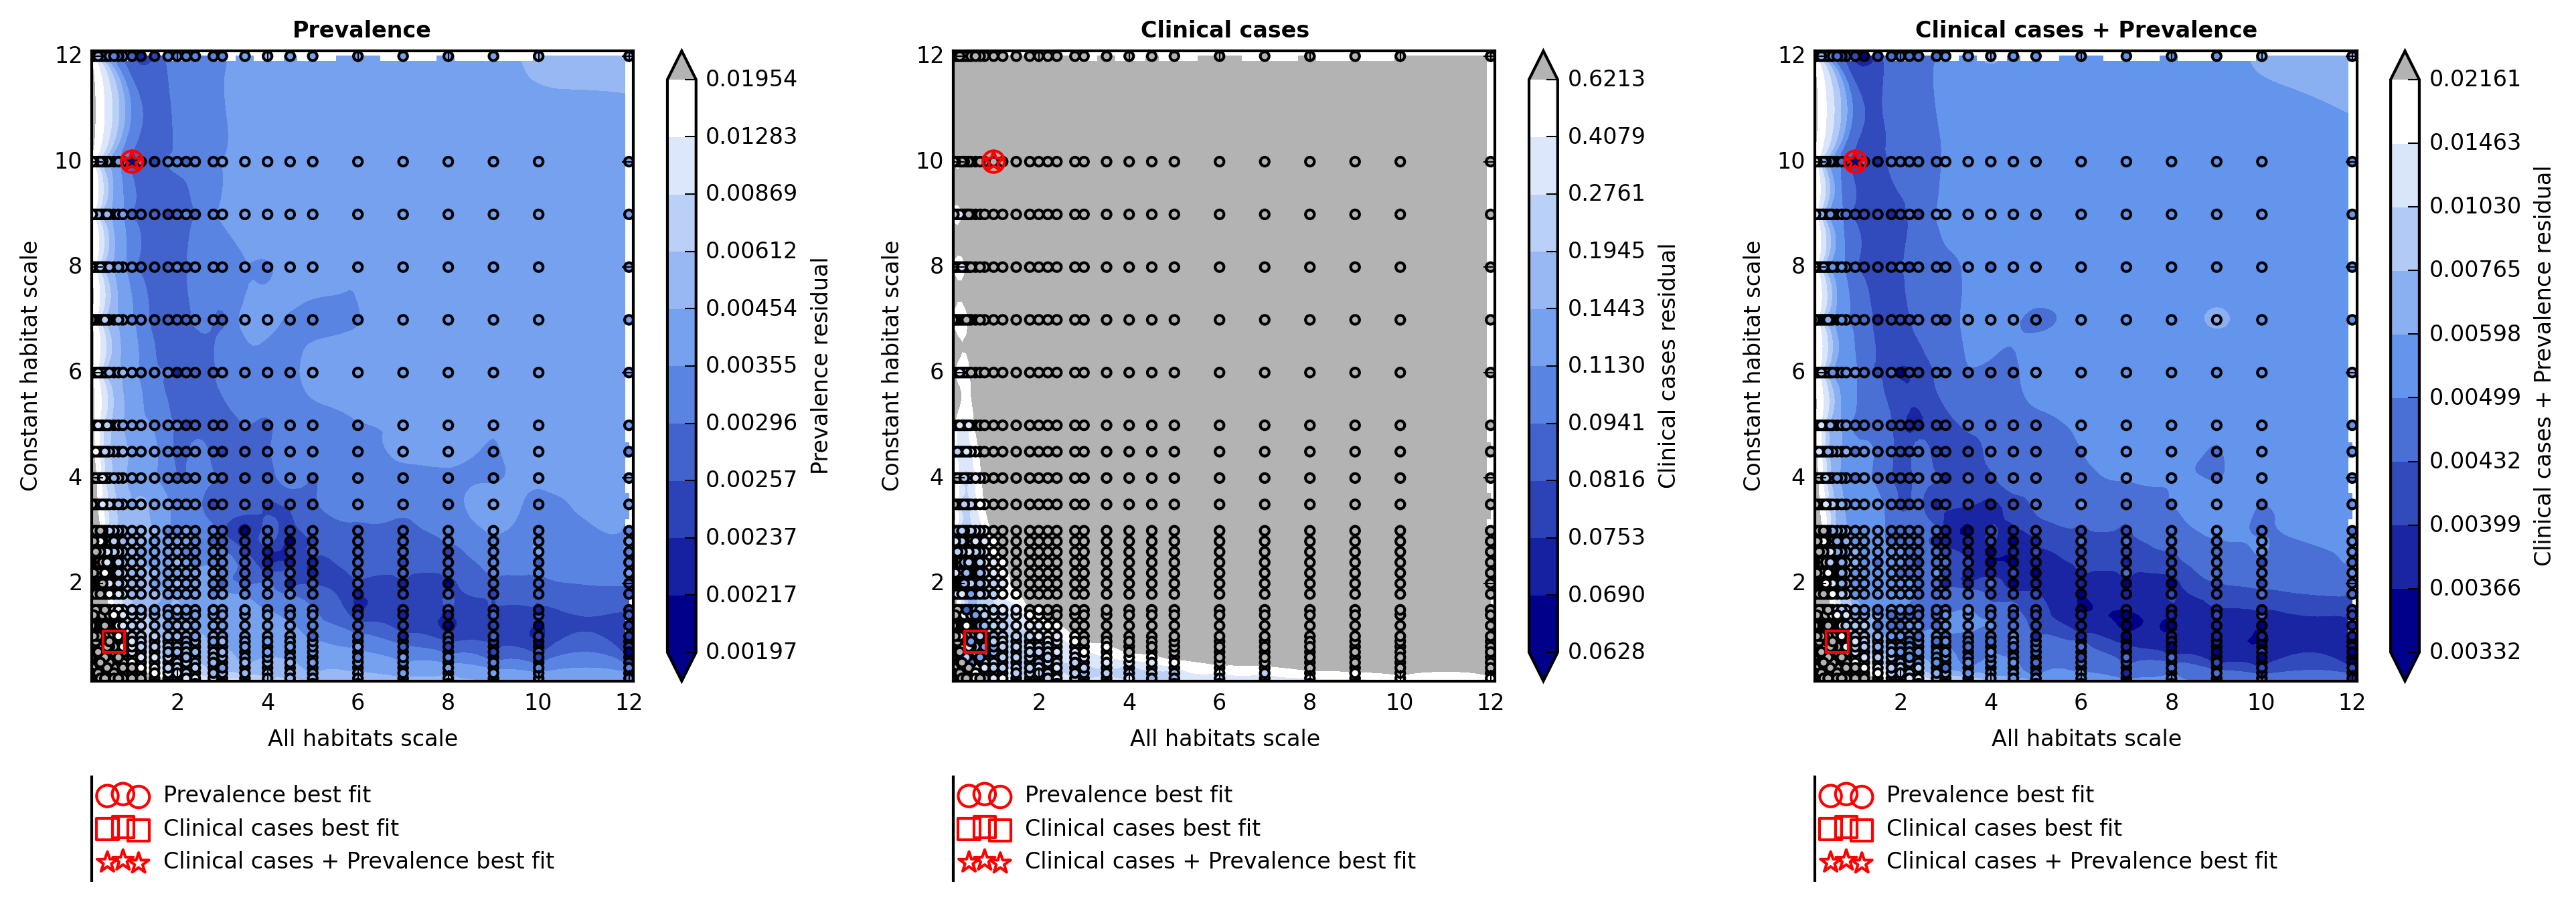 Prevalence
12
10
8
6
4
2
2 4 6 8 10 12
Constant habitat scale
All habitats scale
0.01954
0.01283
0.00869
0.00612
0.00454
0.00355
0.00296
0.00257
0.00237
0.00217
0.00197
Prevalence residual
Prevalence best fit
Clinical cases best fit
Clinical cases + Prevalence best fit
Clinical cases
12
10
8
6
4
2
2 4 6 8 10 12
Constant habitat scale
All habitats scale
0.6213
0.4079
0.2761
0.1945
0.1443
0.1130
0.0941
0.0816
0.0753
0.0690
0.0628
Clinical cases residual
Prevalence best fit
Clinical cases best fit
Clinical cases + Prevalence best fit
Clinical cases + Prevalence
12
10
8
6
4
2
2 4 6 8 10 12
Constant habitat scale
All habitats scale
0.02161
0.01463
0.01030
0.00765
0.00598
0.00499
0.00432
0.00399
0.00366
0.00332
Clinical cases + Prevalence residual
Prevalence best fit
Clinical cases best fit
Clinical cases + Prevalence best fit